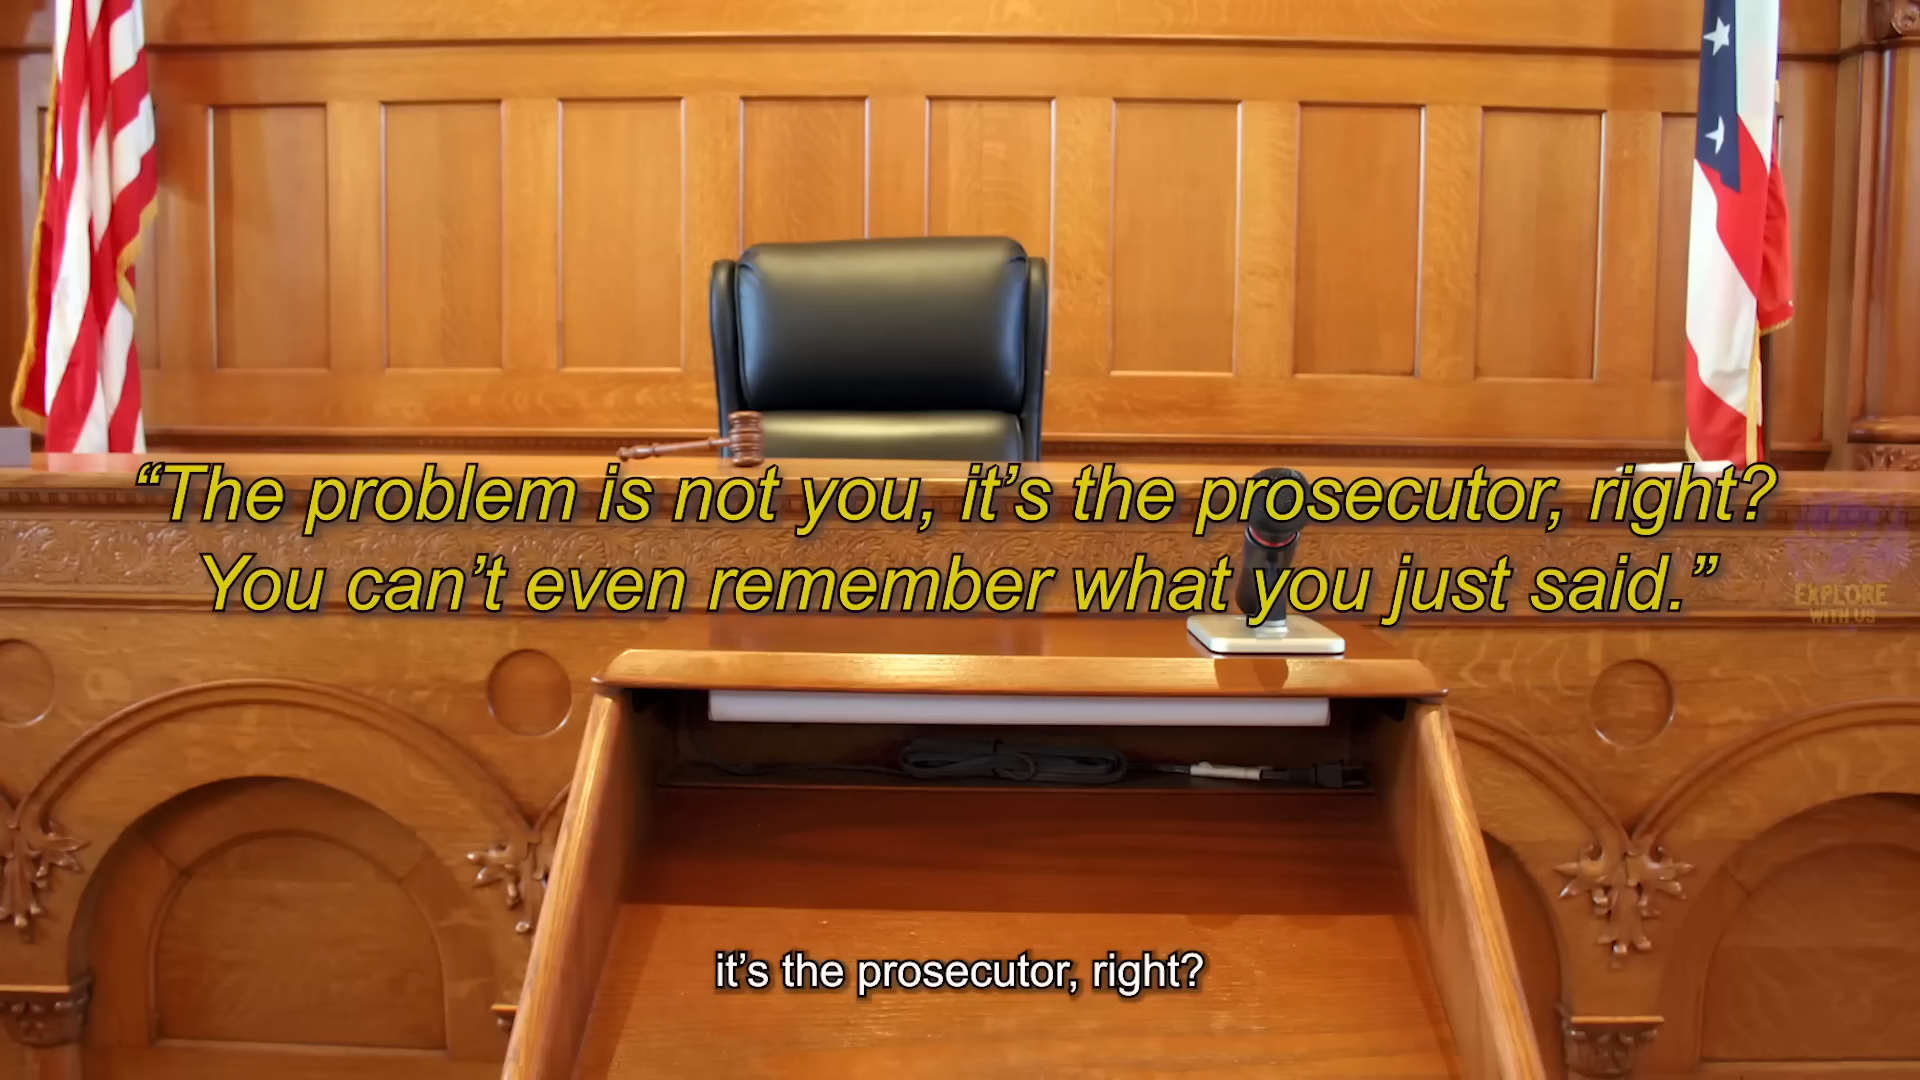 “The problem is not you, it’s the prosecutor, right?
You can’t even remember what you just said.”
EXPLORE
WITH US
it’s the prosecutor, right?